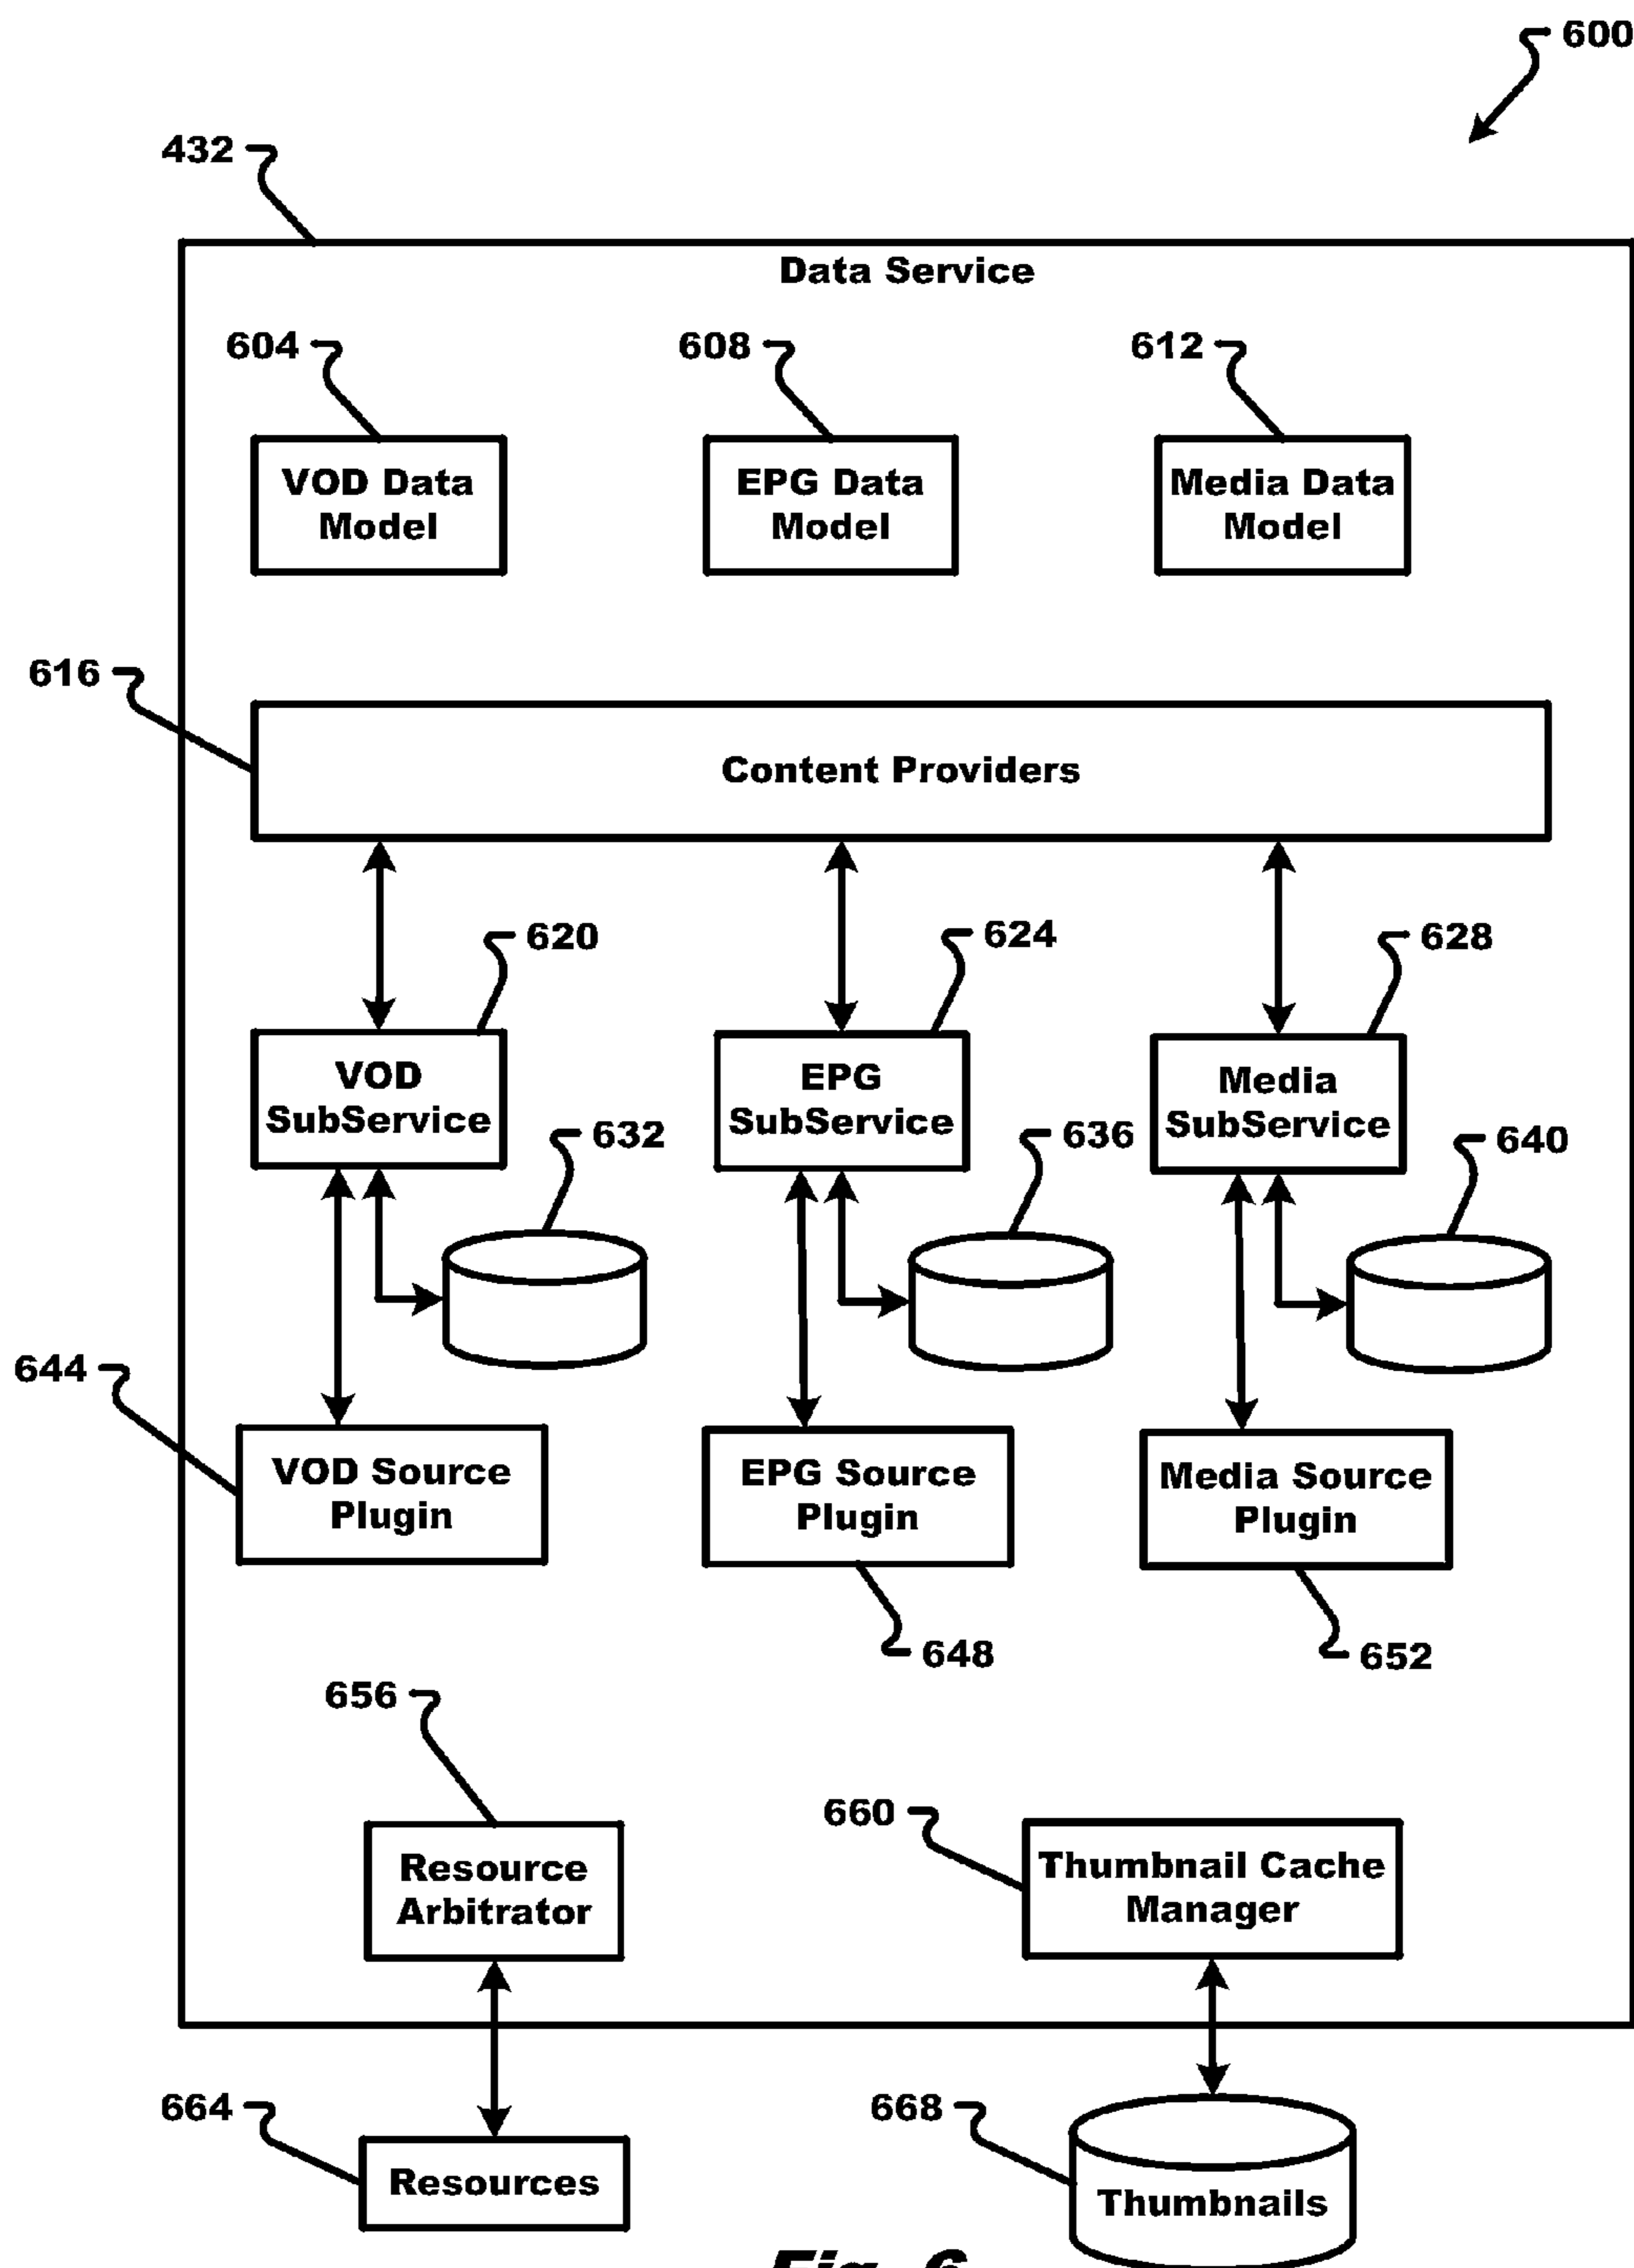 600
432
Data Service
604
608
612
VOD Data
Model
EPG Data
Model
Media Data
Model
616
Content Providers
620
624
628
VOD
SubService
EPG
SubService
Media
SubService
632
636
640
644
VOD Source
Plugin
EPG Source
Plugin
Media Source
Plugin
648
652
656
660
Resource
Arbitrator
Thumbnail Cache
Manager
664
668
Resources
Thumbnails
Fig. 6